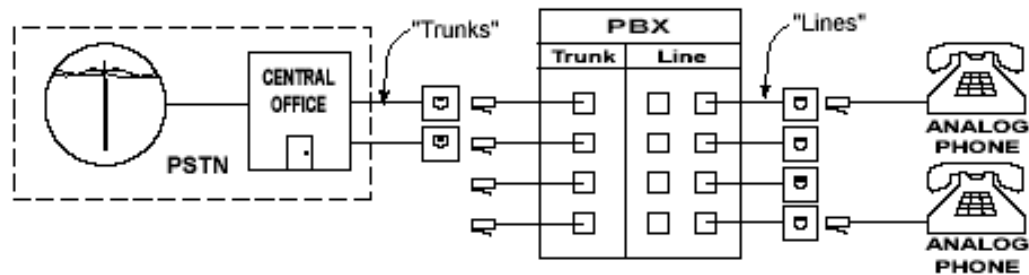 "Trunks"
PBX
"Lines"
Trunk Line
CENTRAL
OFFICE
PSTN
ANALOG
PHONE
ANALOG
PHONE